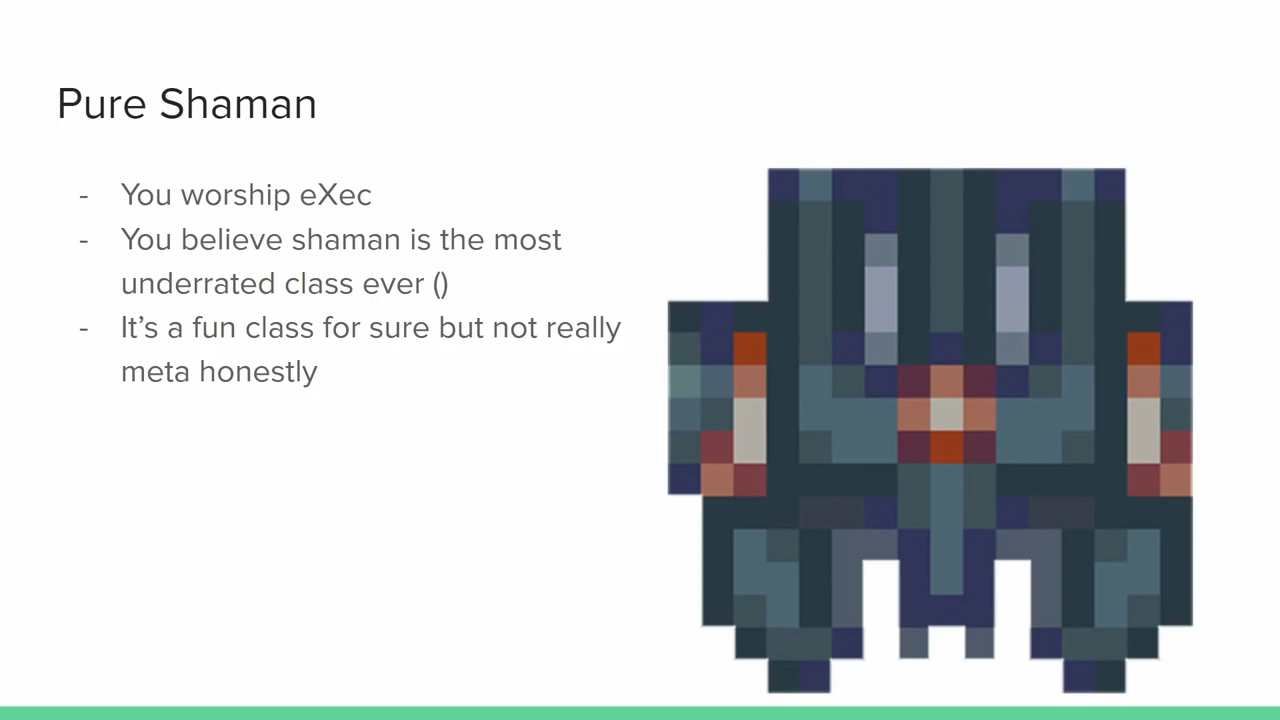 Pure Shaman
- You worship eXec
- You believe shaman is the most
underrated class ever ()
- It’s a fun class for sure but not really
meta honestly